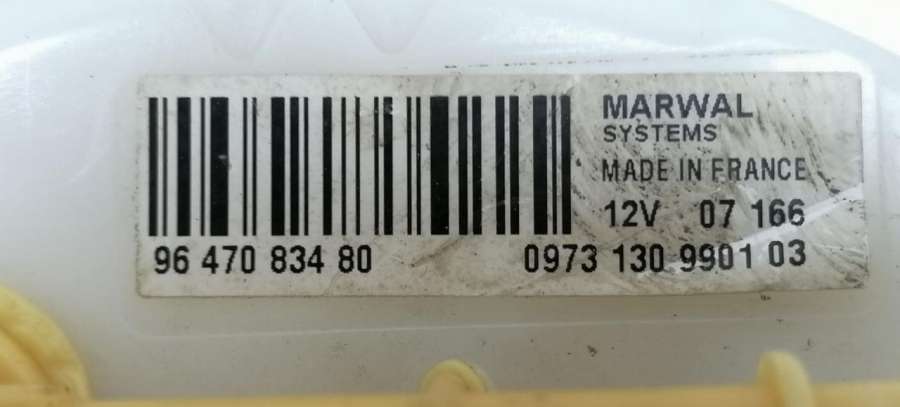 MARWAL
SYSTEMS
MADE IN FRANCE
12V 07 166
96 470 834 80 0973 130 9901 03